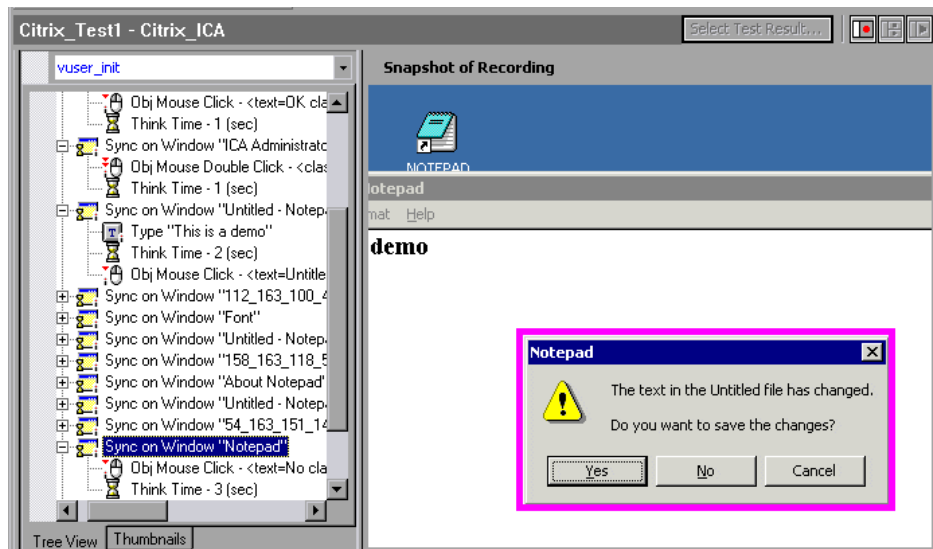 Citrix_Test1 - Citrix_ICA
Select Test Result...
vuser_init
Obj Mouse Click - <text=OK cla
Think Time - 1 (sec)
Sync on Window "ICA Administrato
Obj Mouse Double Click - <clas
Think Time - 1 (sec)
Sync on Window "Untitled - Notep
Type "This is a demo"
Think Time - 2 (sec)
Obj Mouse Click - <text=Untitle
Sync on Window "112_163_100_4
Sync on Window "Font"
Sync on Window "Untitled - Notep
Sync on Window "158_163_118_5
Sync on Window "About Notepad"
Sync on Window "Untitled - Notep
Sync on Window "54_163_151_14
Sync on Window "Notepad"
Obj Mouse Click - <text=No cla
Think Time - 3 (sec)
Tree View
Thumbnails
Snapshot of Recording
NOTEPAD
Notepad
mat Help
demo
Notepad
The text in the Untitled file has changed.
Do you want to save the changes?
Yes
No
Cancel